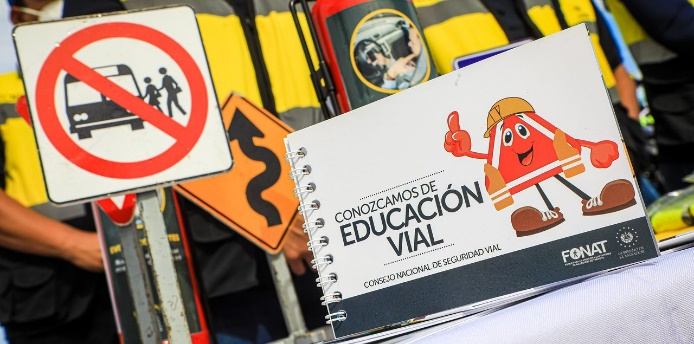 CONOZCAMOS DE
EDUCACIÓN
VIAL
CONSEJO NACIONAL DE SEGURIDAD VIAL
FONAT